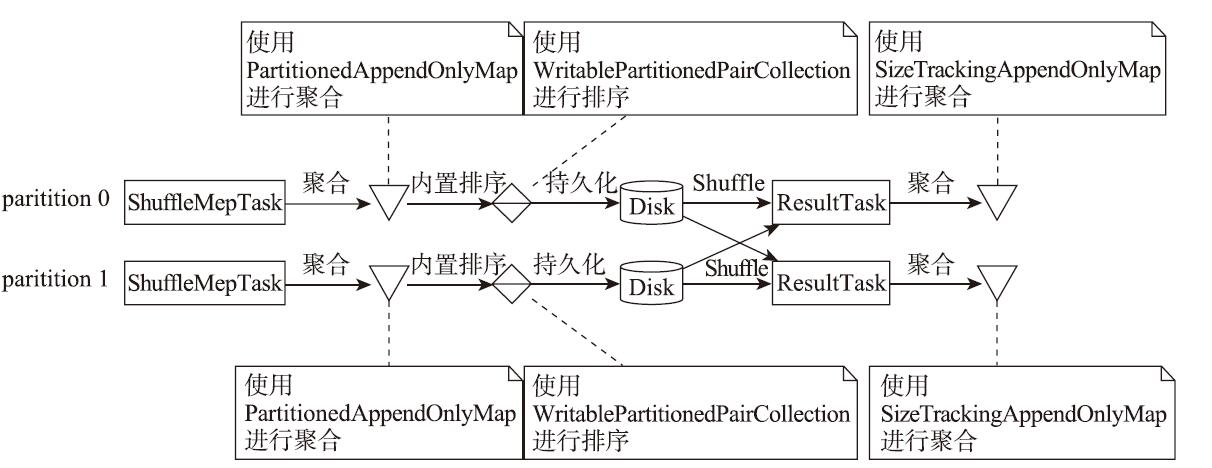 使用
PartitionedAppendOnlyMap
进行聚合
使用
WritablePartitionedPairCollection
进行排序
使用
SizeTrackingAppendOnlyMap
进行聚合
paritition 0
ShuffleMepTask
聚合
内置排序
持久化
Disk
Shuffle
ResultTask
聚合
paritition 1
ShuffleMepTask
聚合
内置排序
持久化
Disk
Shuffle
ResultTask
聚合
使用
PartitionedAppendOnlyMap
进行聚合
使用
WritablePartitionedPairCollection
进行排序
使用
SizeTrackingAppendOnlyMap
进行聚合